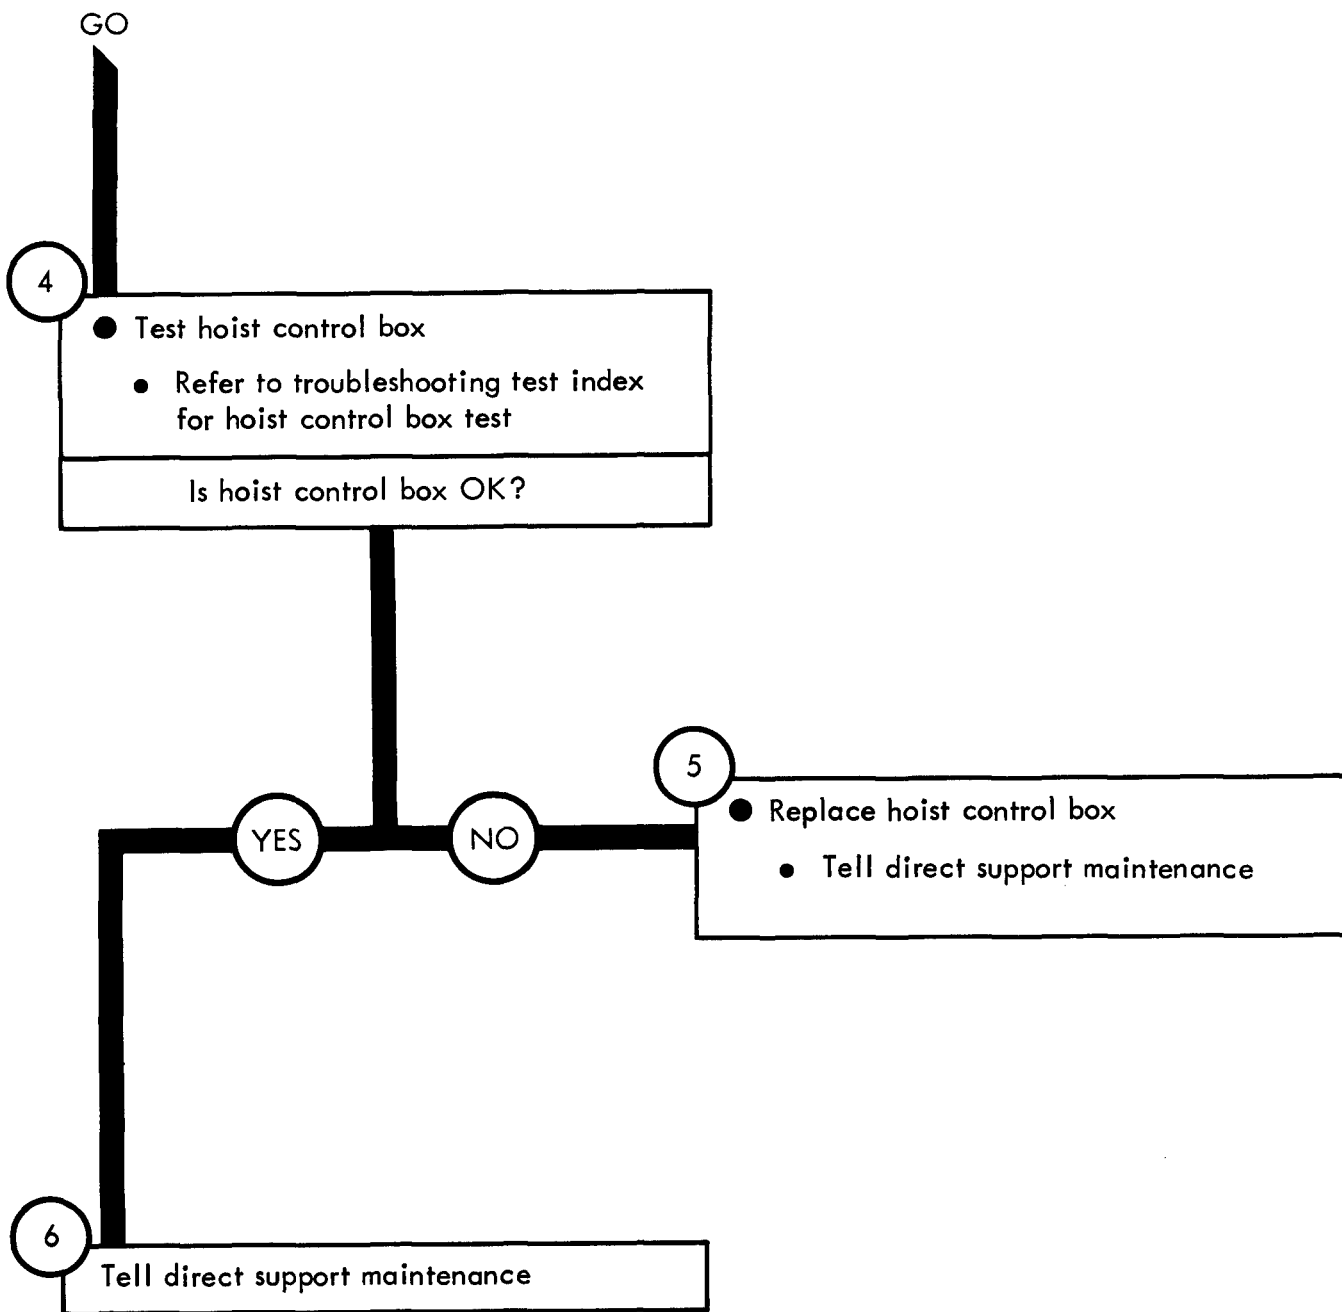 GO
4
● Test hoist control box
● Refer to troubleshooting test index
for hoist control box test
Is hoist control box OK?
YES
NO
5
● Replace hoist control box
● Tell direct support maintenance
6
Tell direct support maintenance